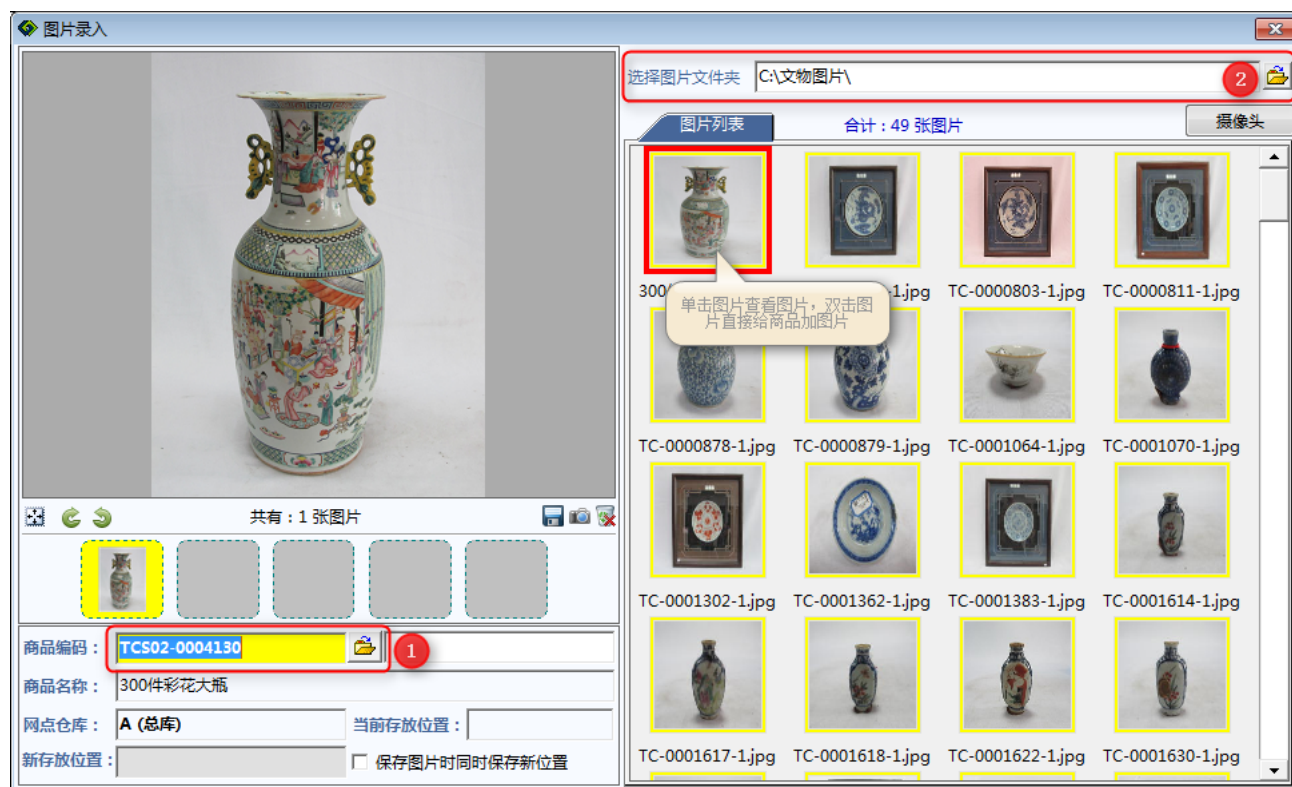 图片录入
选择图片文件夹 C:\文物图片\ 2
图片列表 合计：49 张图片 摄像头
300 -1.jpg TC-0000803-1.jpg TC-0000811-1.jpg
单击图片查看图片，双击图
片直接给商品加图片
TC-0000878-1.jpg TC-0000879-1.jpg TC-0001064-1.jpg TC-0001070-1.jpg
TC-0001302-1.jpg TC-0001362-1.jpg TC-0001383-1.jpg TC-0001614-1.jpg
TC-0001617-1.jpg TC-0001618-1.jpg TC-0001622-1.jpg TC-0001630-1.jpg
共有：1 张图片
商品编码： TCS02-0004130 1
商品名称： 300件彩花大瓶
网点仓库： A (总库) 当前存放位置：
新存放位置： 保存图片时同时保存新位置